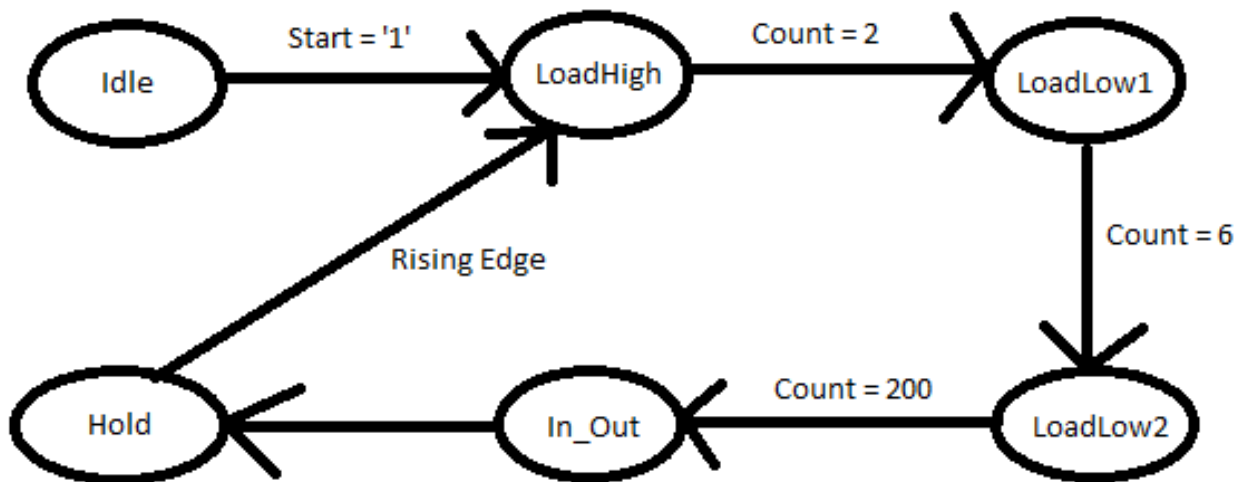 Start = '1'
Count = 2
Idle
LoadHigh
LoadLow1
Rising Edge
Count = 6
Count = 200
Hold
In_Out
LoadLow2